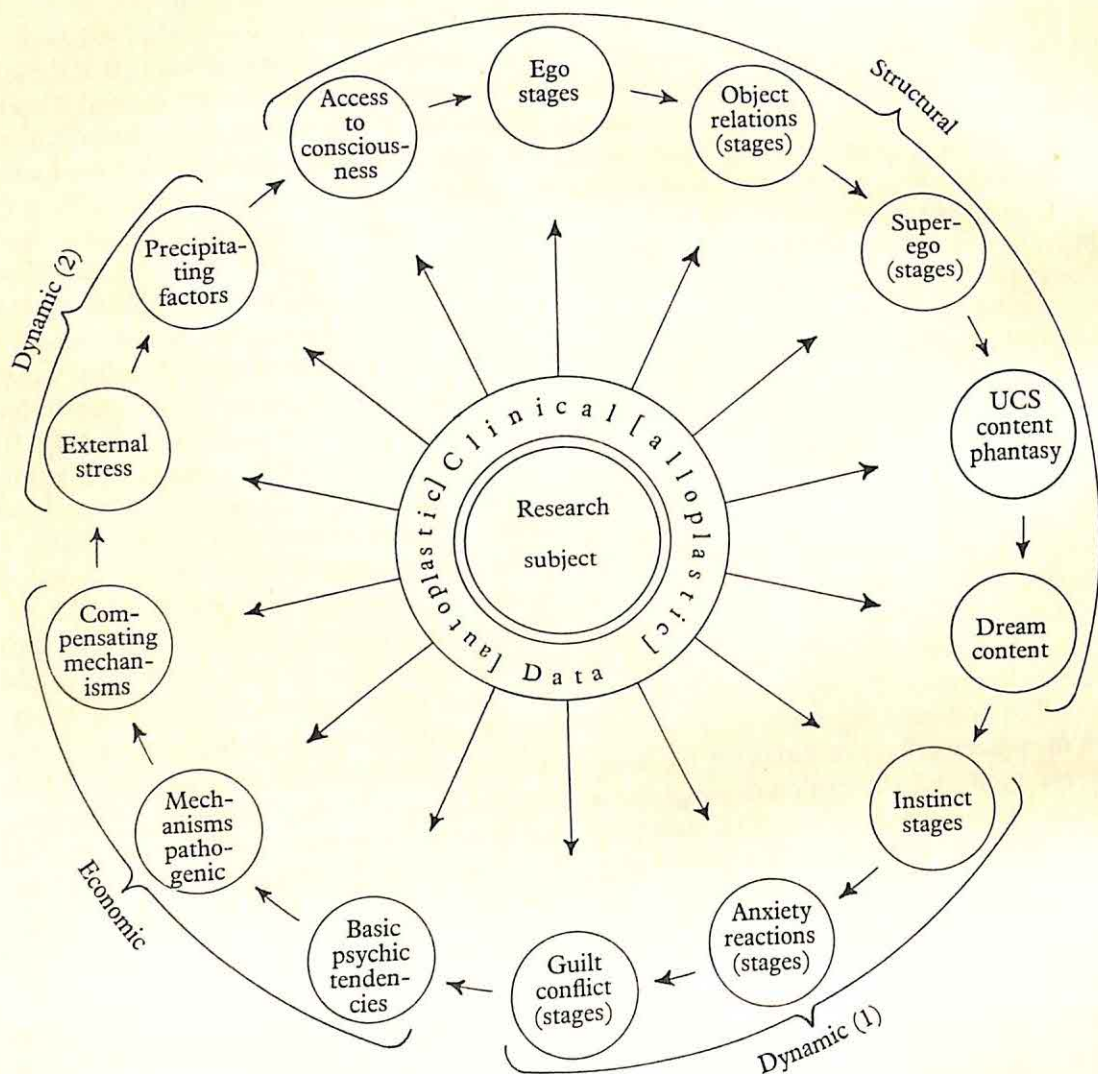 Ego
stages
Object
relations
(stages)
Super-
ego
(stages)
UCS
content
phantasy
Dream
content
Structural
Instinct
stages
Anxiety
reactions
(stages)
Guilt
conflict
(stages)
Dynamic (1)
Basic
psychic
tenden-
cies
Mech-
anisms
patho-
genic
Com-
pensating
mechan-
isms
Economic
External
stress
Precipita-
ting
factors
Dynamic (2)
Access
to
conscious-
ness
Clinical [alloplastic]
[autoplastic] Data
Research
subject